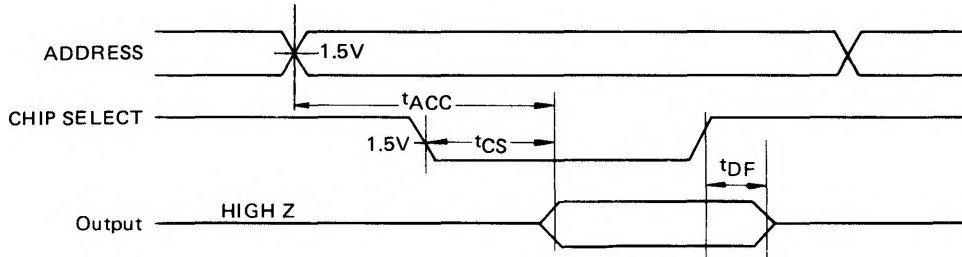 ADDRESS
1.5V
tACC
CHIP SELECT
1.5V
tCS
tDF
Output
HIGH Z